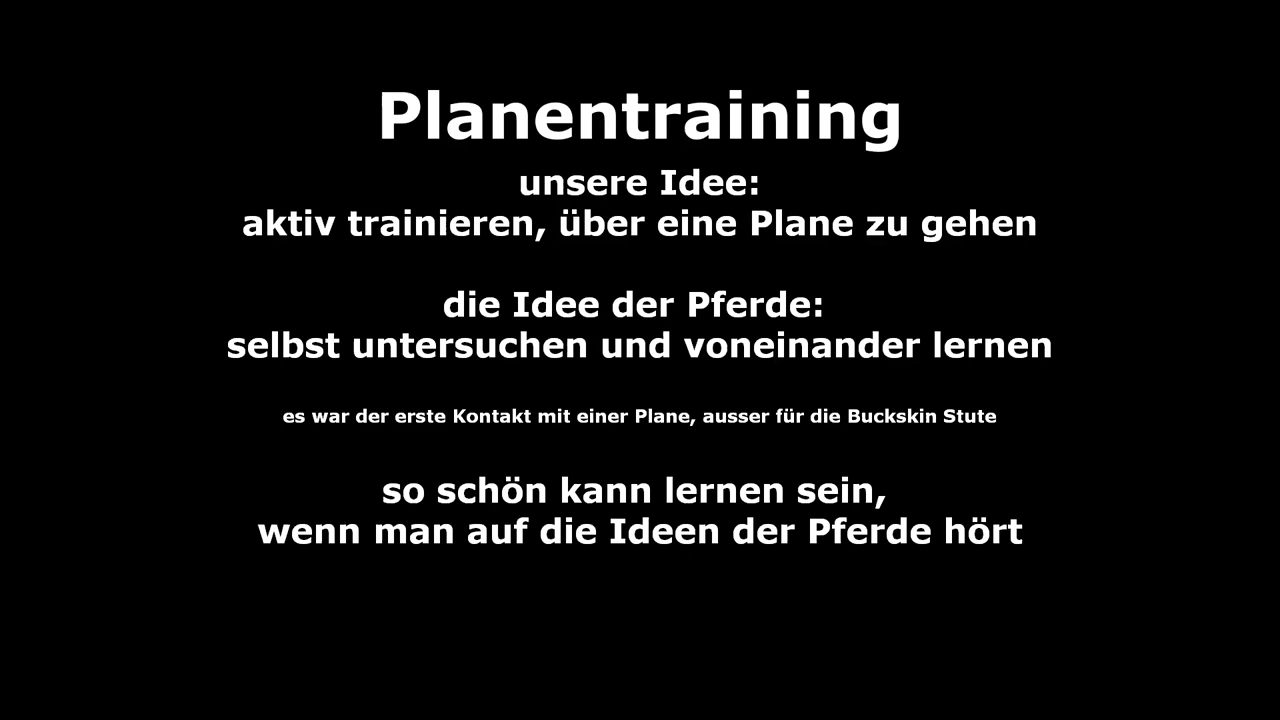 Planentraining
unsere Idee:
aktiv trainieren, über eine Plane zu gehen
die Idee der Pferde:
selbst untersuchen und voneinander lernen
es war der erste Kontakt mit einer Plane, ausser für die Buckskin Stute
so schön kann lernen sein,
wenn man auf die Ideen der Pferde hört